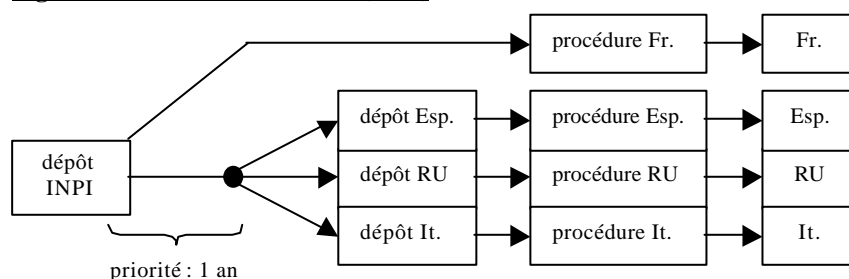 procédure Fr.
Fr.
dépôt Esp.
procédure Esp.
Esp.
dépôt
INPI
dépôt RU
procédure RU
RU
dépôt It.
procédure It.
It.
priorité : 1 an